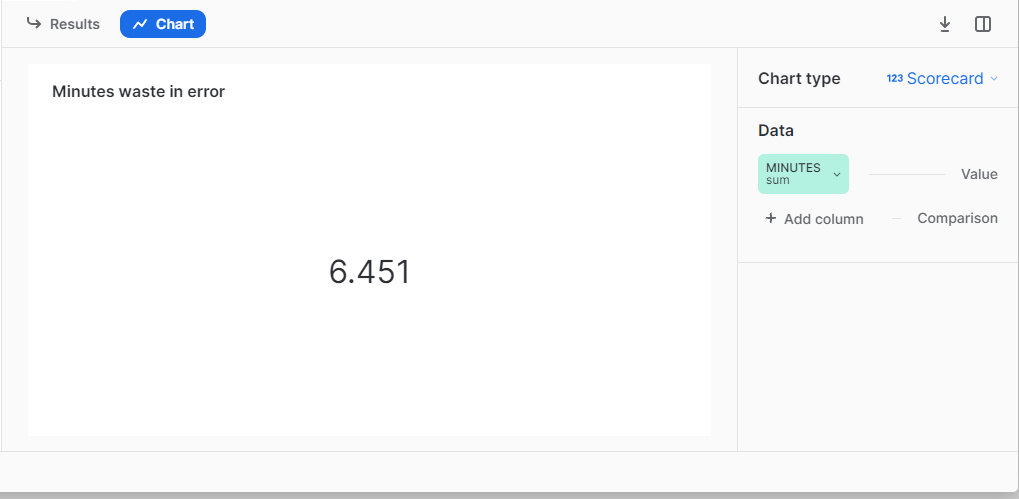 Results
Chart
Minutes waste in error
6.451
Chart type
123 Scorecard
Data
MINUTES
sum
Value
+ Add column
Comparison